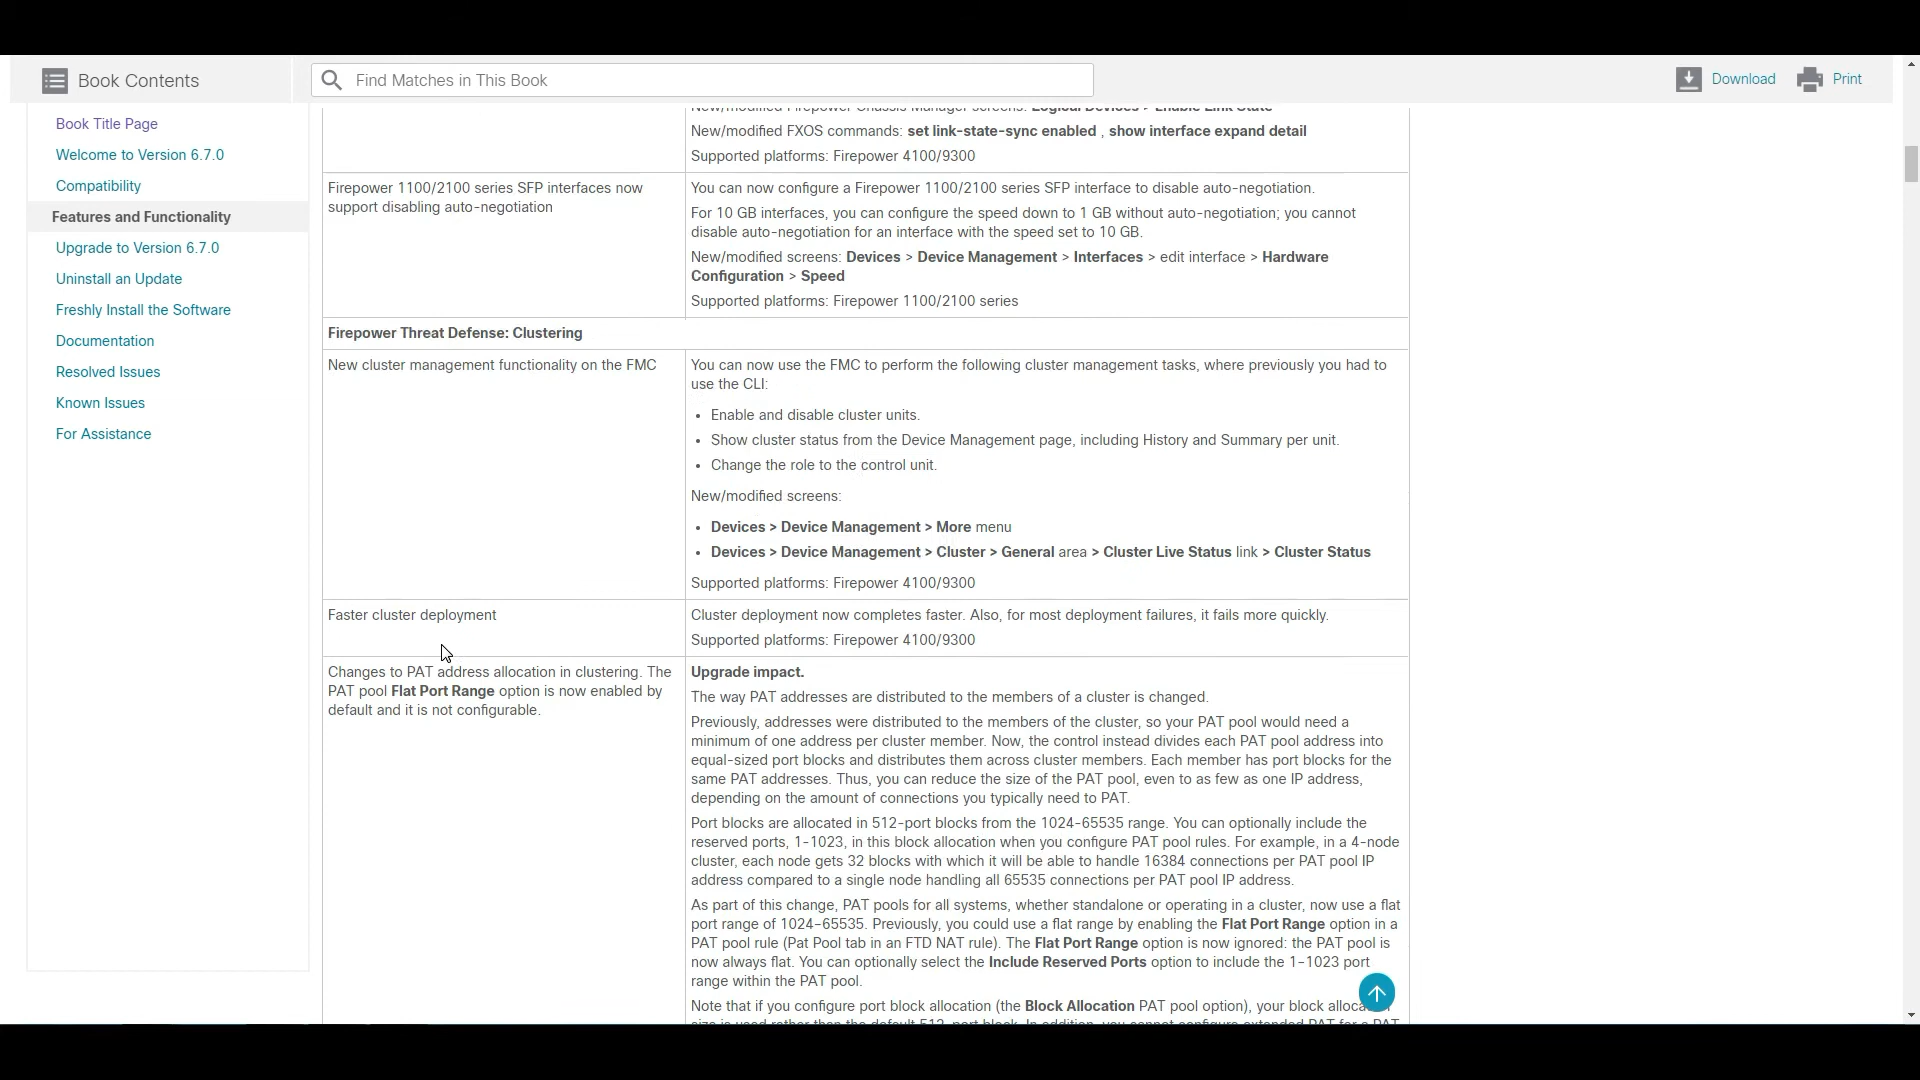 Book Contents
Find Matches in This Book
Download
Print
Book Title Page
Welcome to Version 6.7.0
Compatibility
Features and Functionality
Upgrade to Version 6.7.0
Uninstall an Update
Freshly Install the Software
Documentation
Resolved Issues
Known Issues
For Assistance
New/modified Firepower Chassis Manager screens: Logical Devices > Enable Link State
New/modified FXOS commands: set link-state-sync enabled , show interface expand detail
Supported platforms: Firepower 4100/9300
Firepower 1100/2100 series SFP interfaces now
support disabling auto-negotiation
You can now configure a Firepower 1100/2100 series SFP interface to disable auto-negotiation.
For 10 GB interfaces, you can configure the speed down to 1 GB without auto-negotiation; you cannot
disable auto-negotiation for an interface with the speed set to 10 GB.
New/modified screens: Devices > Device Management > Interfaces > edit interface > Hardware
Configuration > Speed
Supported platforms: Firepower 1100/2100 series
Firepower Threat Defense: Clustering
New cluster management functionality on the FMC
You can now use the FMC to perform the following cluster management tasks, where previously you had to
use the CLI:
• Enable and disable cluster units.
• Show cluster status from the Device Management page, including History and Summary per unit.
• Change the role to the control unit.
New/modified screens:
• Devices > Device Management > More menu
• Devices > Device Management > Cluster > General area > Cluster Live Status link > Cluster Status
Supported platforms: Firepower 4100/9300
Faster cluster deployment
Cluster deployment now completes faster. Also, for most deployment failures, it fails more quickly.
Supported platforms: Firepower 4100/9300
Changes to PAT address allocation in clustering. The
PAT pool Flat Port Range option is now enabled by
default and it is not configurable.
Upgrade impact.
The way PAT addresses are distributed to the members of a cluster is changed.
Previously, addresses were distributed to the members of the cluster, so your PAT pool would need a
minimum of one address per cluster member. Now, the control instead divides each PAT pool address into
equal-sized port blocks and distributes them across cluster members. Each member has port blocks for the
same PAT addresses. Thus, you can reduce the size of the PAT pool, even to as few as one IP address,
depending on the amount of connections you typically need to PAT.
Port blocks are allocated in 512-port blocks from the 1024-65535 range. You can optionally include the
reserved ports, 1-1023, in this block allocation when you configure PAT pool rules. For example, in a 4-node
cluster, each node gets 32 blocks with which it will be able to handle 16384 connections per PAT pool IP
address compared to a single node handling all 65535 connections per PAT pool IP address.
As part of this change, PAT pools for all systems, whether standalone or operating in a cluster, now use a flat
port range of 1024-65535. Previously, you could use a flat range by enabling the Flat Port Range option in a
PAT pool rule (Pat Pool tab in an FTD NAT rule). The Flat Port Range option is now ignored: the PAT pool is
now always flat. You can optionally select the Include Reserved Ports option to include the 1-1023 port
range within the PAT pool.
Note that if you configure port block allocation (the Block Allocation PAT pool option), your block